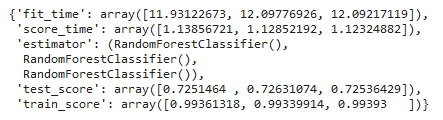 {'fit_time': array([11.93122673, 12.09776926, 12.09217119]),
'score_time': array([1.13856721, 1.12852192, 1.12324882]),
'estimator': (RandomForestClassifier(),
RandomForestClassifier(),
RandomForestClassifier()),
'test_score': array([0.7251464 , 0.72631074, 0.72536429]),
'train_score': array([0.99361318, 0.99339914, 0.99393   ])}